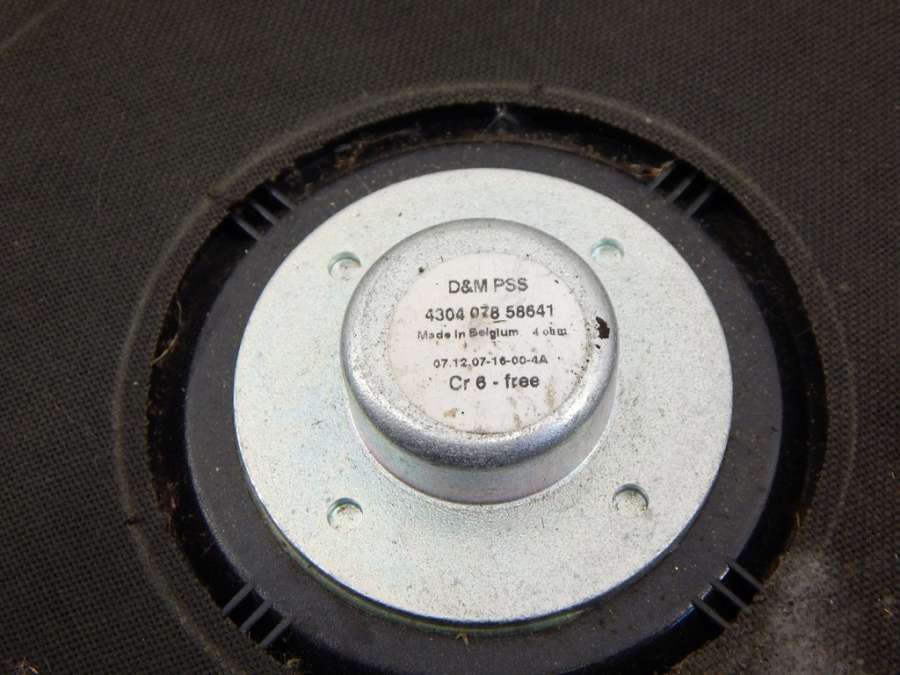 D&M PSS
4304 078 58641
Made in Belgium 4 ohm
07.12.07-16-00-4A
Cr 6 - free